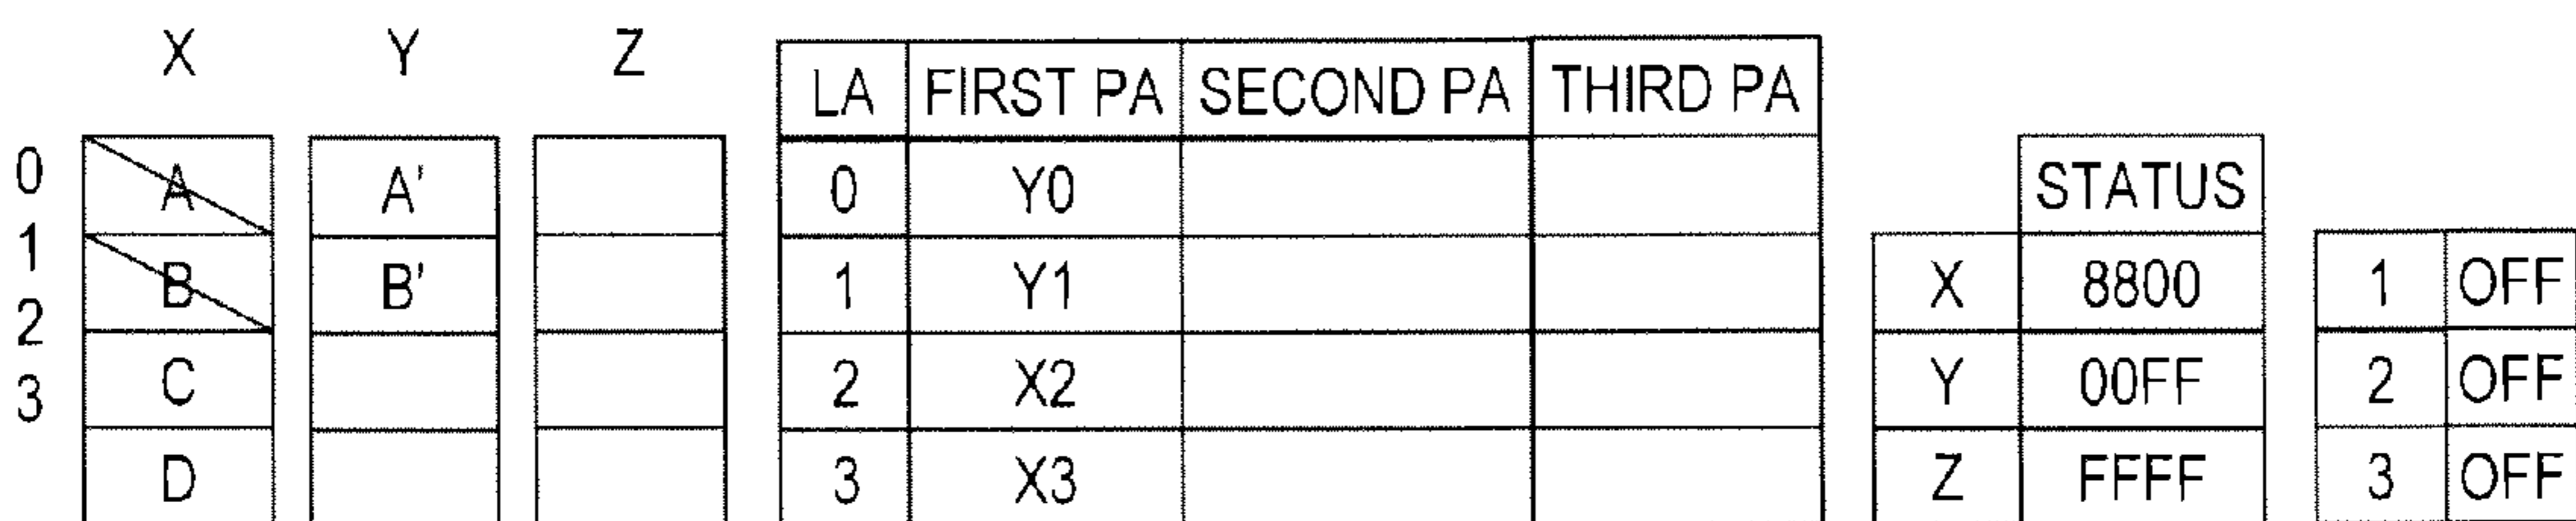 X Y Z
LA FIRST PA SECOND PA THIRD PA
0 A A' 0 Y0 STATUS
1 B B' 1 Y1 X 8800 1 OFF
2 C 2 X2 Y 00FF 2 OFF
3 D 3 X3 Z FFFF 3 OFF